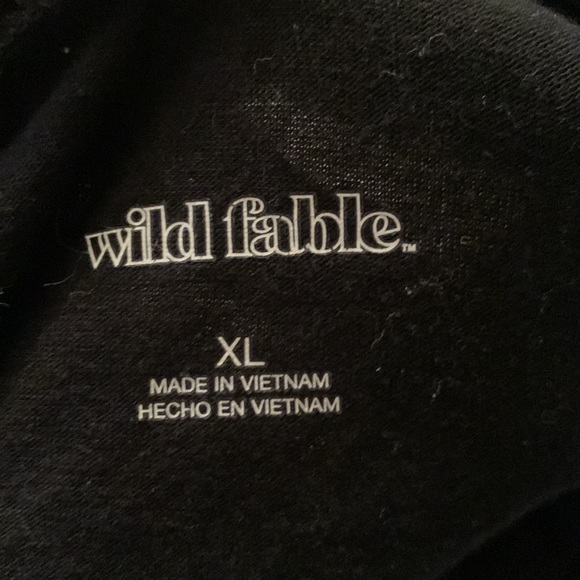 wild fable™
XL
MADE IN VIETNAM
HECHO EN VIETNAM